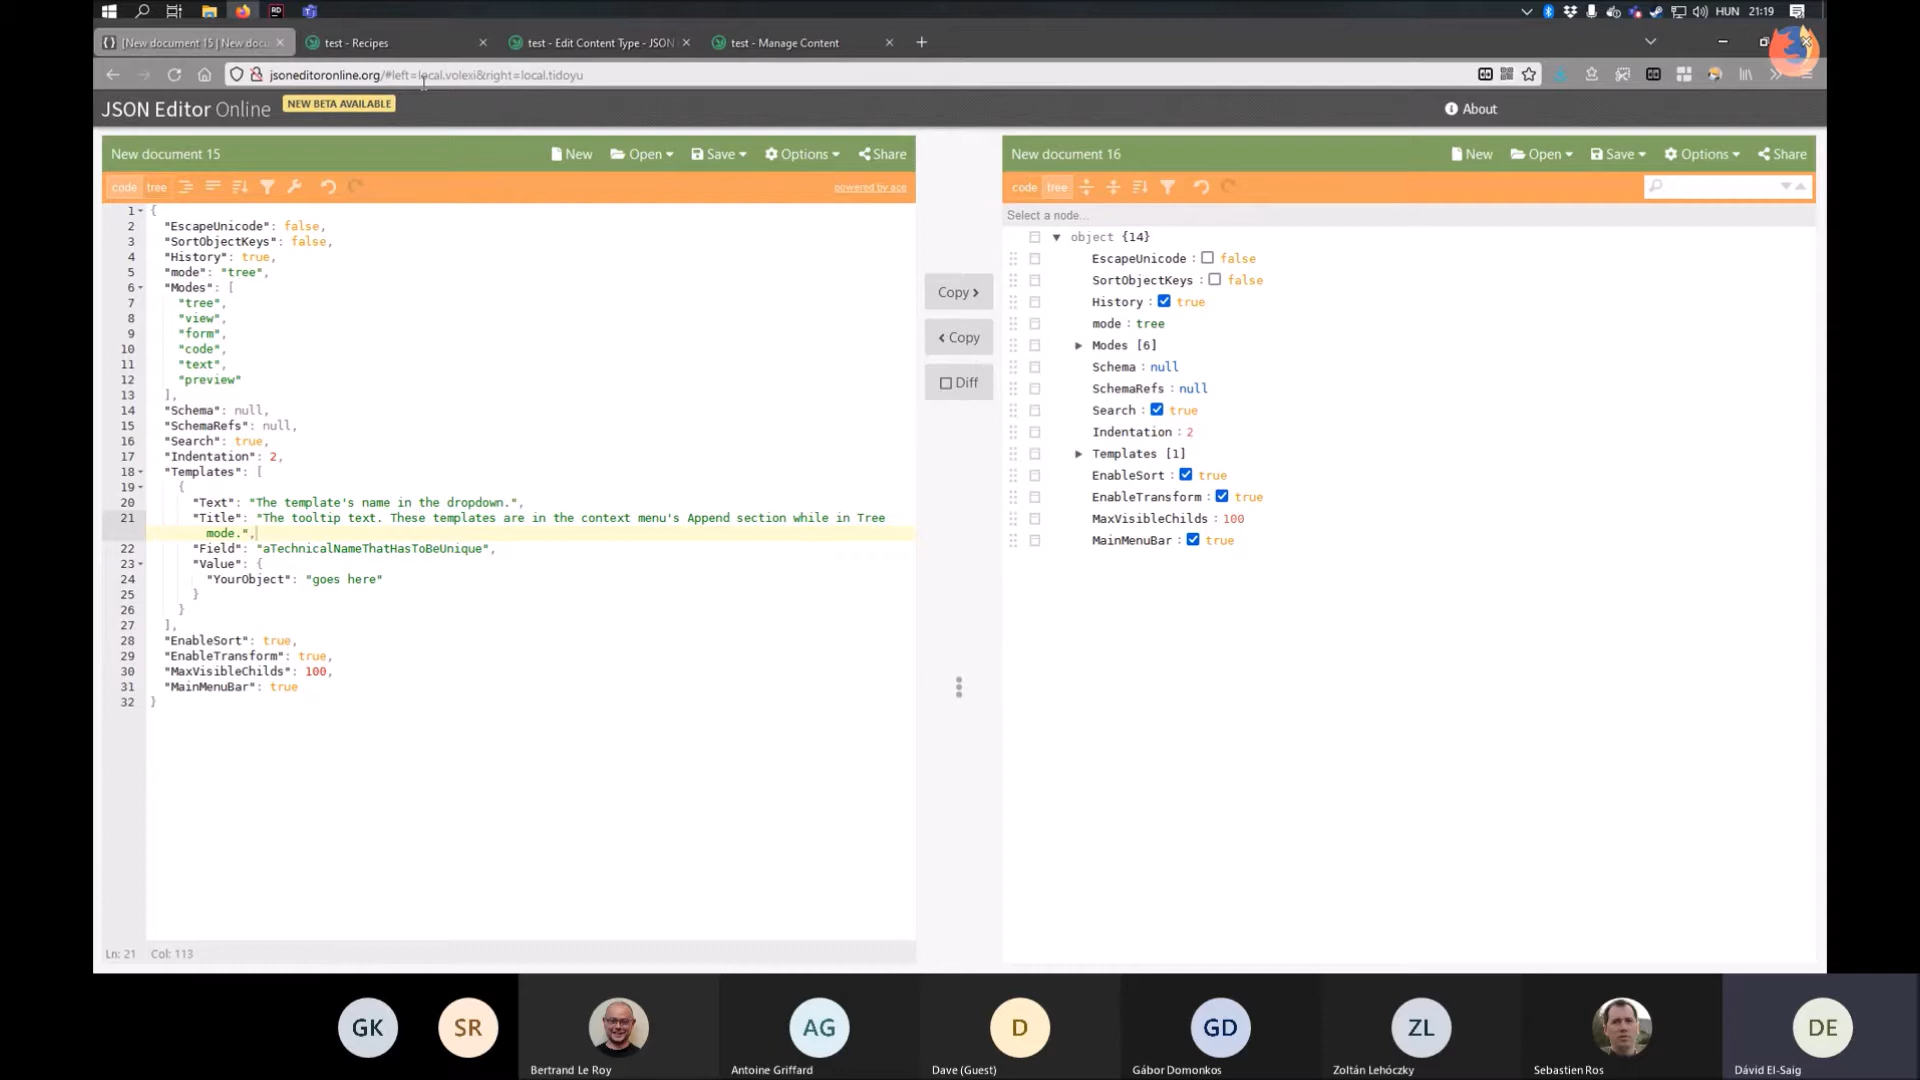 HUN 21:19
[New document 15 | New docu
test - Recipes
test - Edit Content Type - JSON
test - Manage Content
jsoneditoronline.org/#left=local.volexi&right=local.tidoyu
JSON Editor Online
NEW BETA AVAILABLE
About
New document 15
New
Open
Save
Options
Share
code
tree
powered by ace
1 {
2 "EscapeUnicode": false,
3 "SortObjectKeys": false,
4 "History": true,
5 "mode": "tree",
6 "Modes": [
7 "tree",
8 "view",
9 "form",
10 "code",
11 "text",
12 "preview"
13 ],
14 "Schema": null,
15 "SchemaRefs": null,
16 "Search": true,
17 "Indentation": 2,
18 "Templates": [
19 {
20 "Text": "The template's name in the dropdown.",
21 "Title": "The tooltip text. These templates are in the context menu's Append section while in Tree
mode.",
22 "Field": "aTechnicalNameThatHasToBeUnique",
23 "Value": {
24 "YourObject": "goes here"
25 }
26 }
27 ],
28 "EnableSort": true,
29 "EnableTransform": true,
30 "MaxVisibleChilds": 100,
31 "MainMenuBar": true
32 }
Ln: 21 Col: 113
Copy >
< Copy
Diff
New document 16
New
Open
Save
Options
Share
code
tree
Select a node...
object {14}
EscapeUnicode : false
SortObjectKeys : false
History : true
mode : tree
Modes [6]
Schema : null
SchemaRefs : null
Search : true
Indentation : 2
Templates [1]
EnableSort : true
EnableTransform : true
MaxVisibleChilds : 100
MainMenuBar : true
GK
SR
Bertrand Le Roy
AG
Antoine Griffard
D
Dave (Guest)
GD
Gábor Domonkos
ZL
Zoltán Lehóczky
Sebastien Ros
DE
Dávid El-Saig